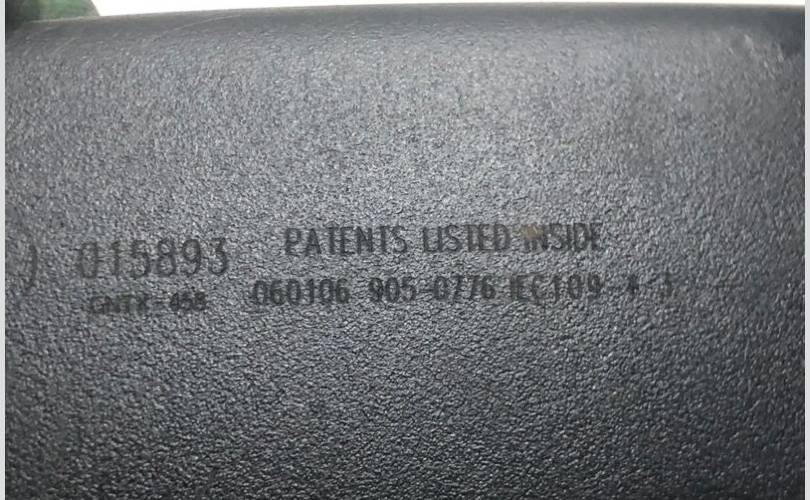 015893
GNTX-458
PATENTS LISTED INSIDE
060106 905-0776 IEC109